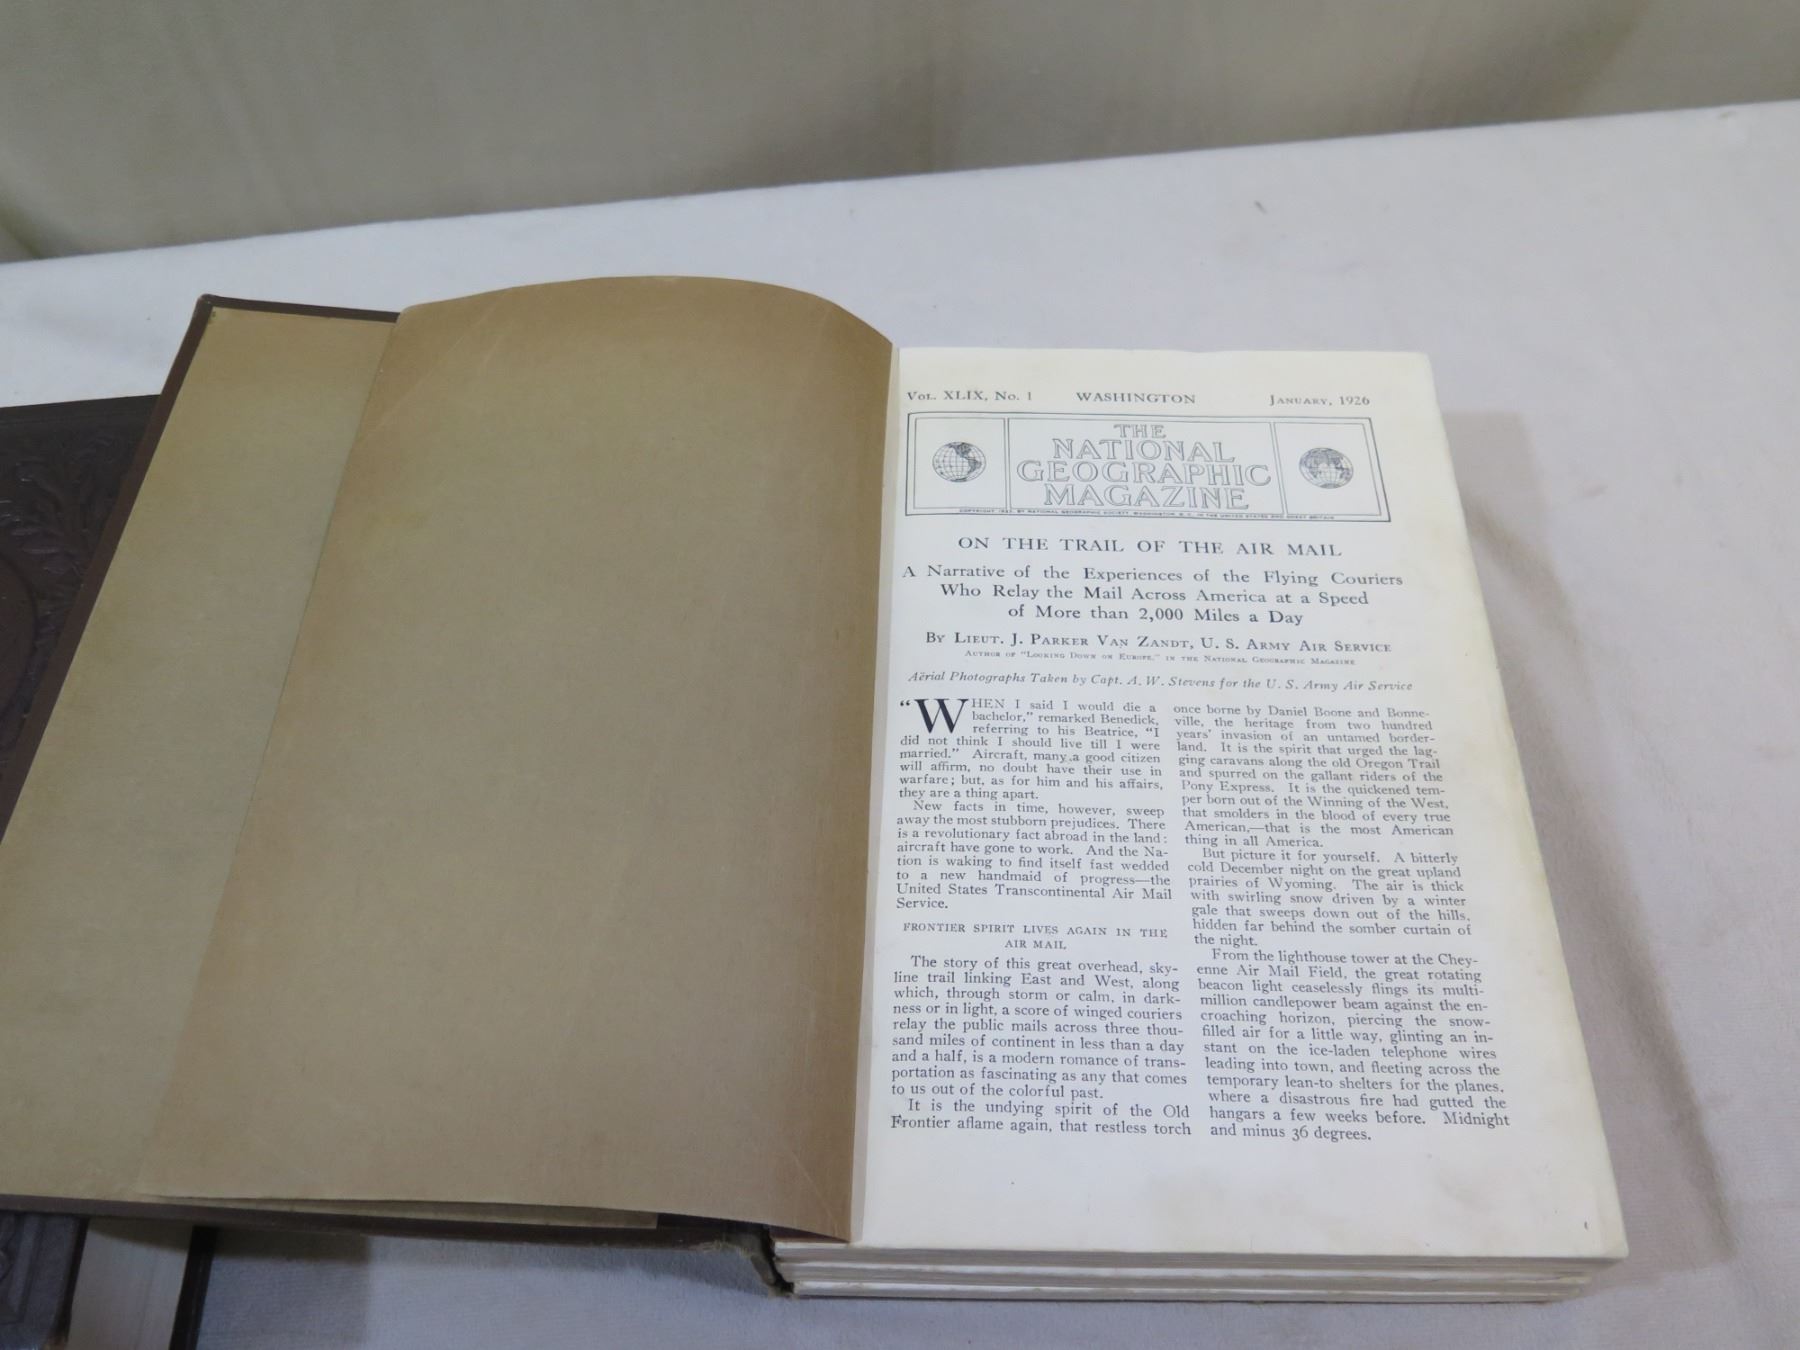 Vol. XLIX, No. 1 WASHINGTON January, 1926
THE
NATIONAL
GEOGRAPHIC
MAGAZINE
ON THE TRAIL OF THE AIR MAIL
A Narrative of the Experiences of the Flying Couriers
Who Relay the Mail Across America at a Speed
of More than 2,000 Miles a Day
By Lieut. J. Parker Van Zandt, U. S. Army Air Service
Author of "Looking Down on Europe," in the National Geographic Magazine
Aërial Photographs Taken by Capt. A. W. Stevens for the U. S. Army Air Service
"WHEN I said I would die a
bachelor," remarked Benedick,
referring to his Beatrice, "I
did not think I should live till I were
married." Aircraft, many a good citizen
will affirm, no doubt have their use in
warfare; but, as for him and his affairs,
they are a thing apart.
New facts in time, however, sweep
away the most stubborn prejudices. There
is a revolutionary fact abroad in the land:
aircraft have gone to work. And the Na-
tion is waking to find itself fast wedded
to a new handmaid of progress—the
United States Transcontinental Air Mail
Service.
FRONTIER SPIRIT LIVES AGAIN IN THE
AIR MAIL
The story of this great overhead, sky-
line trail linking East and West, along
which, through storm or calm, in dark-
ness or in light, a score of winged couriers
relay the public mails across three thou-
sand miles of continent in less than a day
and a half, is a modern romance of trans-
portation as fascinating as any that comes
to us out of the colorful past.
It is the undying spirit of the Old
Frontier aflame again, that restless torch
once borne by Daniel Boone and Bonne-
ville, the heritage from two hundred
years' invasion of an untamed border-
land. It is the spirit that urged the lag-
ging caravans along the old Oregon Trail
and spurred on the gallant riders of the
Pony Express. It is the quickened tem-
per born out of the Winning of the West,
that smolders in the blood of every true
American,—that is the most American
thing in all America.
But picture it for yourself. A bitterly
cold December night on the great upland
prairies of Wyoming. The air is thick
with swirling snow driven by a winter
gale that sweeps down out of the hills,
hidden far behind the somber curtain of
the night.
From the lighthouse tower at the Chey-
enne Air Mail Field, the great rotating
beacon light ceaselessly flings its multi-
million candlepower beam against the en-
croaching horizon, piercing the snow-
filled air for a little way, glinting an in-
stant on the ice-laden telephone wires
leading into town, and fleeting across the
temporary lean-to shelters for the planes,
where a disastrous fire had gutted the
hangars a few weeks before. Midnight
and minus 36 degrees.